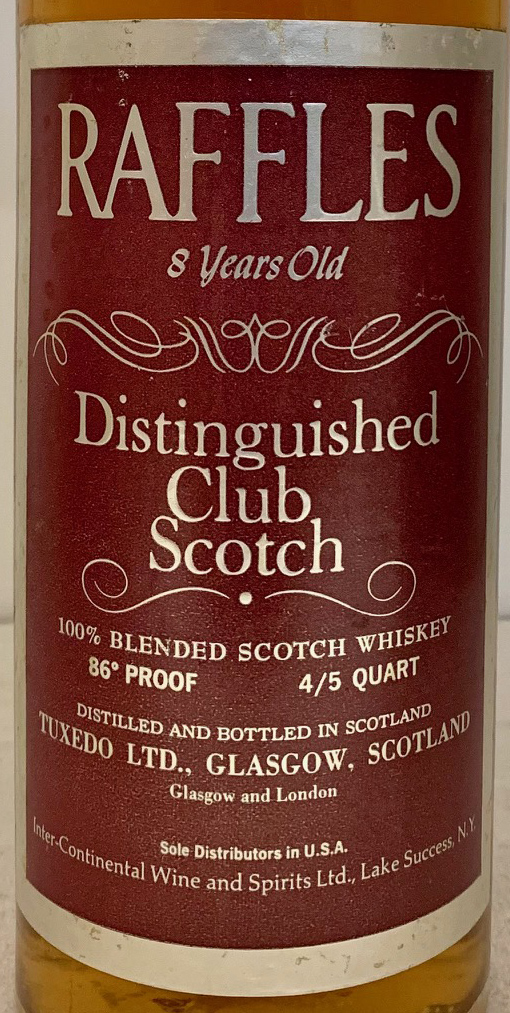 RAFFLES
8 Years Old
Distinguished
Club
Scotch
100% BLENDED SCOTCH WHISKEY
86° PROOF 4/5 QUART
DISTILLED AND BOTTLED IN SCOTLAND
TUXEDO LTD., GLASGOW, SCOTLAND
Glasgow and London
Sole Distributors in U.S.A.
Inter-Continental Wine and Spirits Ltd., Lake Success, N.Y.